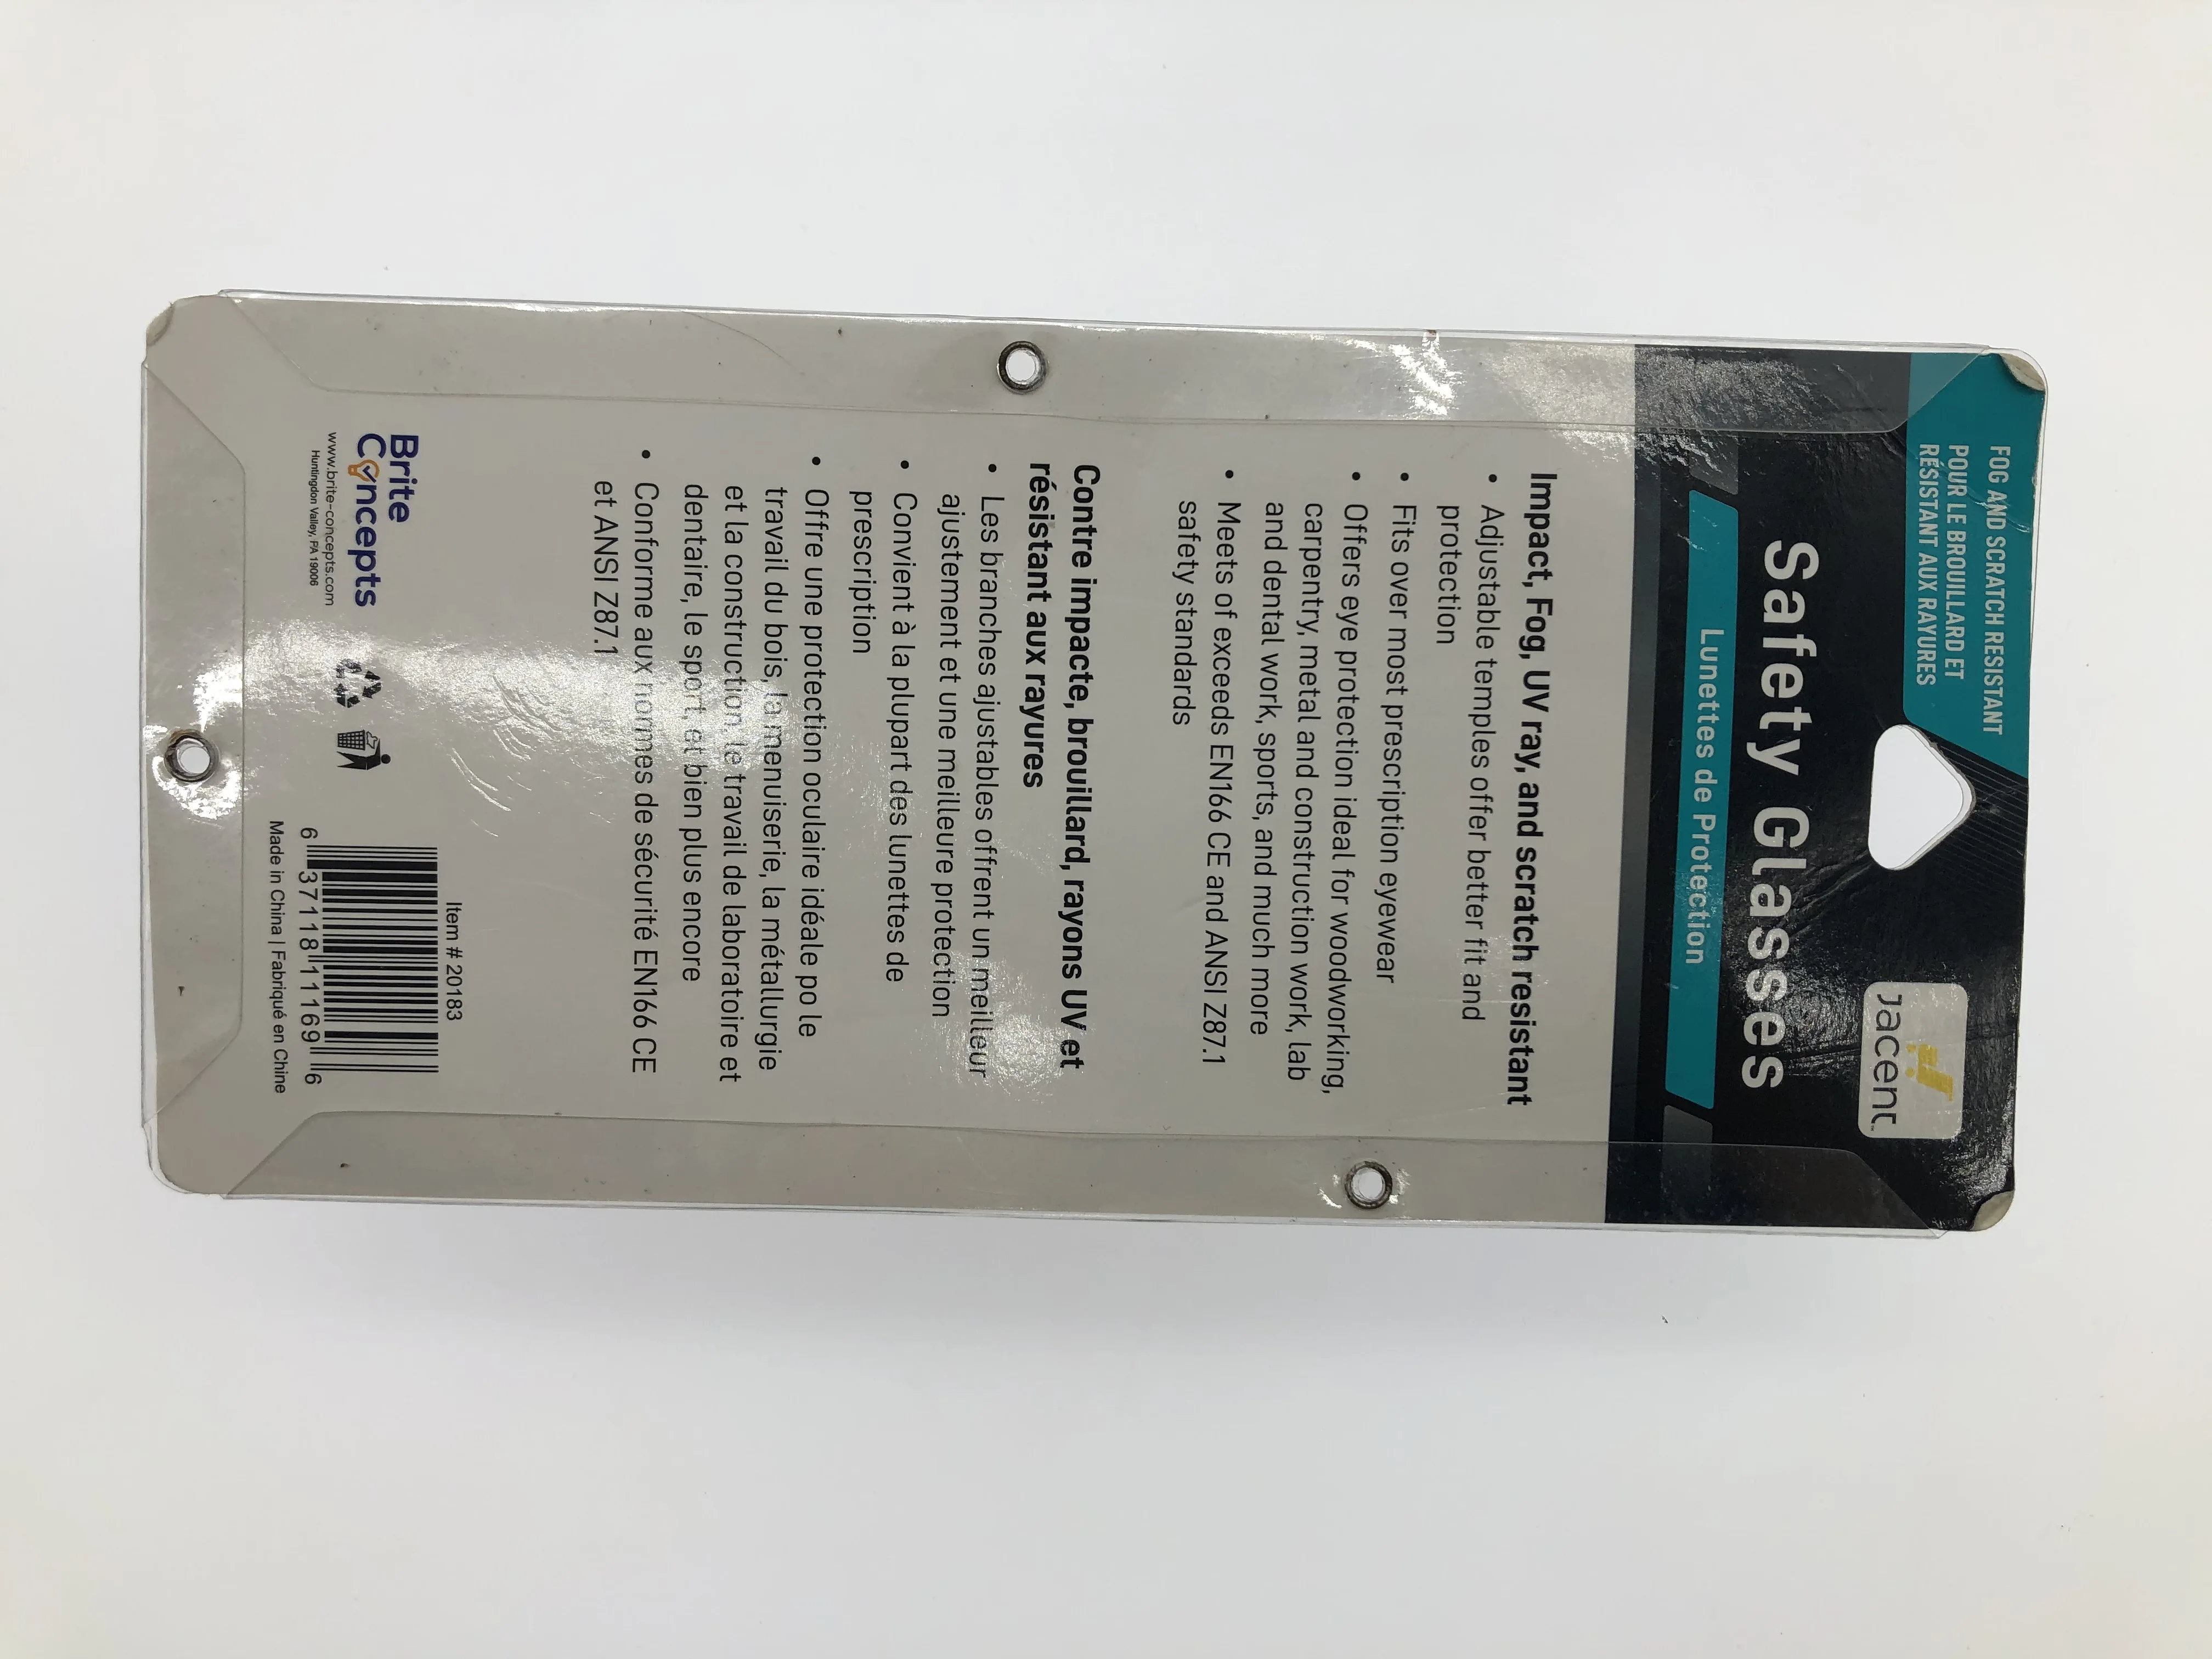 FOG AND SCRATCH RESISTANT
POUR LE BROUILLARD ET
RÉSISTANT AUX RAYURES
Jacent
Safety Glasses
Lunettes de Protection
Impact, Fog, UV ray, and scratch resistant
• Adjustable temples offer better fit and
protection
• Fits over most prescription eyewear
• Offers eye protection ideal for woodworking,
carpentry, metal and construction work, lab
and dental work, sports, and much more
• Meets of exceeds EN166 CE and ANSI Z87.1
safety standards
Contre impacte, brouillard, rayons UV et
résistant aux rayures
• Les branches ajustables offrent un meilleur
ajustement et une meilleure protection
• Convient à la plupart des lunettes de
prescription
• Offre une protection oculaire idéale po le
travail du bois, la menuiserie, la métallurgie
et la construction, le travail de laboratoire et
dentaire, le sport, et bien plus encore
• Conforme aux normes de sécurité EN166 CE
et ANSI Z87.1
Brite
Concepts
www.brite-concepts.com
Huntingdon Valley, PA 19006
Item # 20183
6 37118 11169 6
Made in China | Fabriqué en Chine